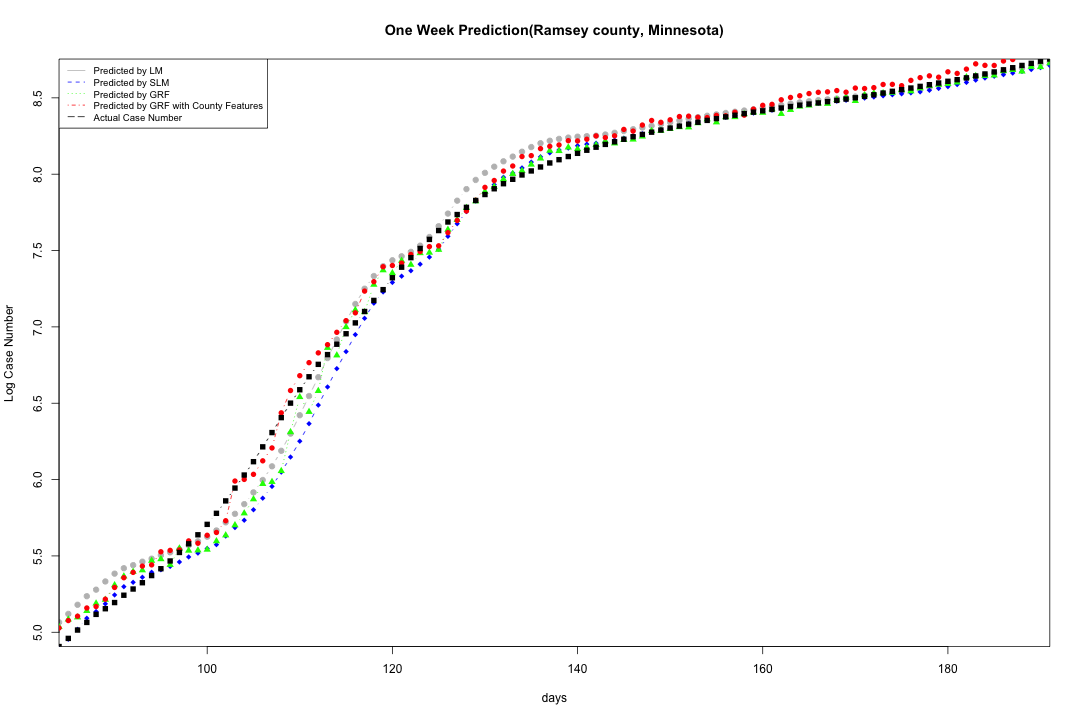 One Week Prediction(Ramsey county, Minnesota)
Predicted by LM
Predicted by SLM
Predicted by GRF
Predicted by GRF with County Features
Actual Case Number
8.5
8.0
7.5
7.0
6.5
6.0
5.5
5.0
Log Case Number
100 120 140 160 180
days